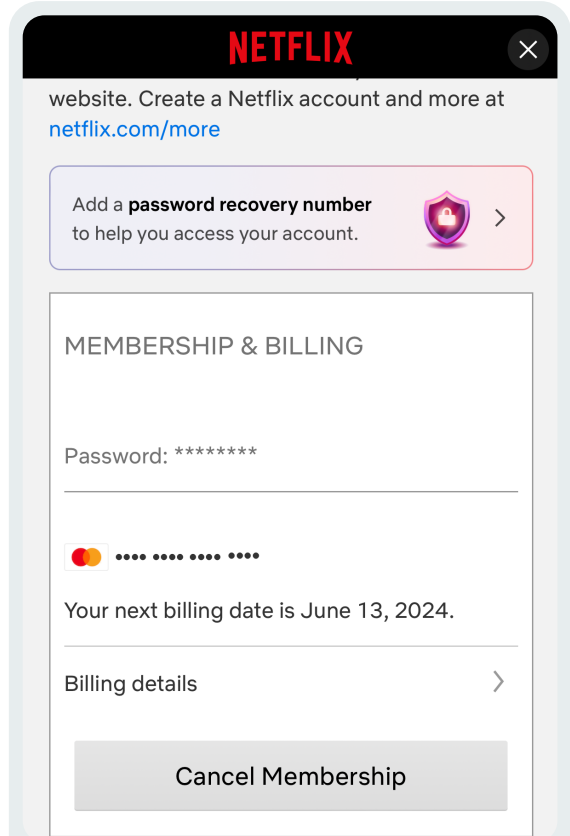 NETFLIX
website. Create a Netflix account and more at
netflix.com/more
Add a password recovery number
to help you access your account.
MEMBERSHIP & BILLING
Password: ********
•••• •••• •••• ••••
Your next billing date is June 13, 2024.
Billing details
Cancel Membership